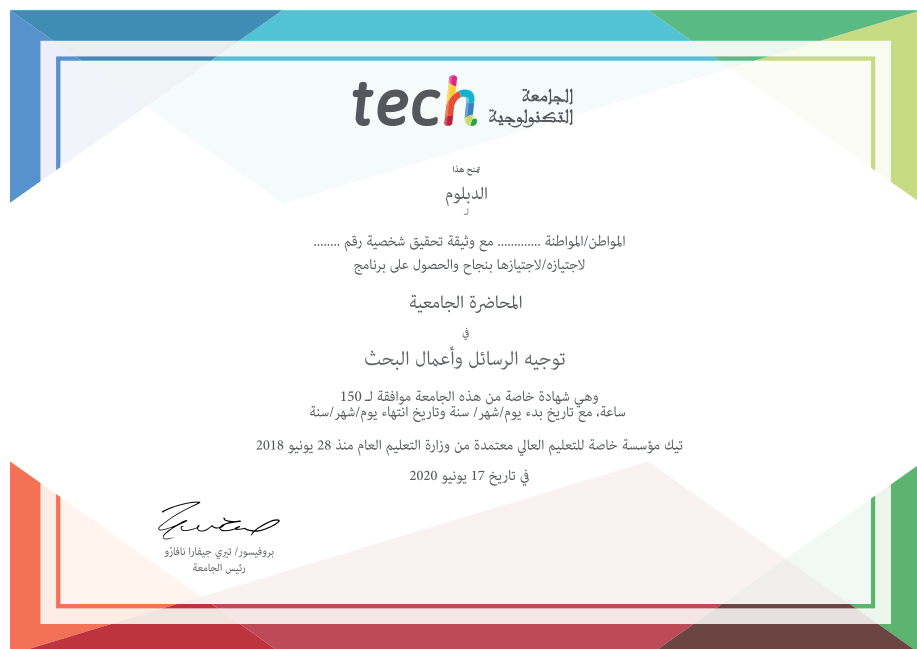 tech
الجامعة
التكنولوجية
تمنح هذا
الدبلوم
لـ
المواطن/المواطنة ............ مع وثيقة تحقيق شخصية رقم ........
لاجتيازه/لاجتيازها بنجاح والحصول على برنامج
المحاضرة الجامعية
في
توجيه الرسائل وأعمال البحث
وهي شهادة خاصة من هذه الجامعة موافقة لـ 150
ساعة، مع تاريخ بدء يوم/شهر/ سنة وتاريخ انتهاء يوم/شهر/سنة
تيك مؤسسة خاصة للتعليم العالي معتمدة من وزارة التعليم العام منذ 28 يونيو 2018
في تاريخ 17 يونيو 2020
بروفيسور/ تيري جيفارا نافارُو
رئيس الجامعة